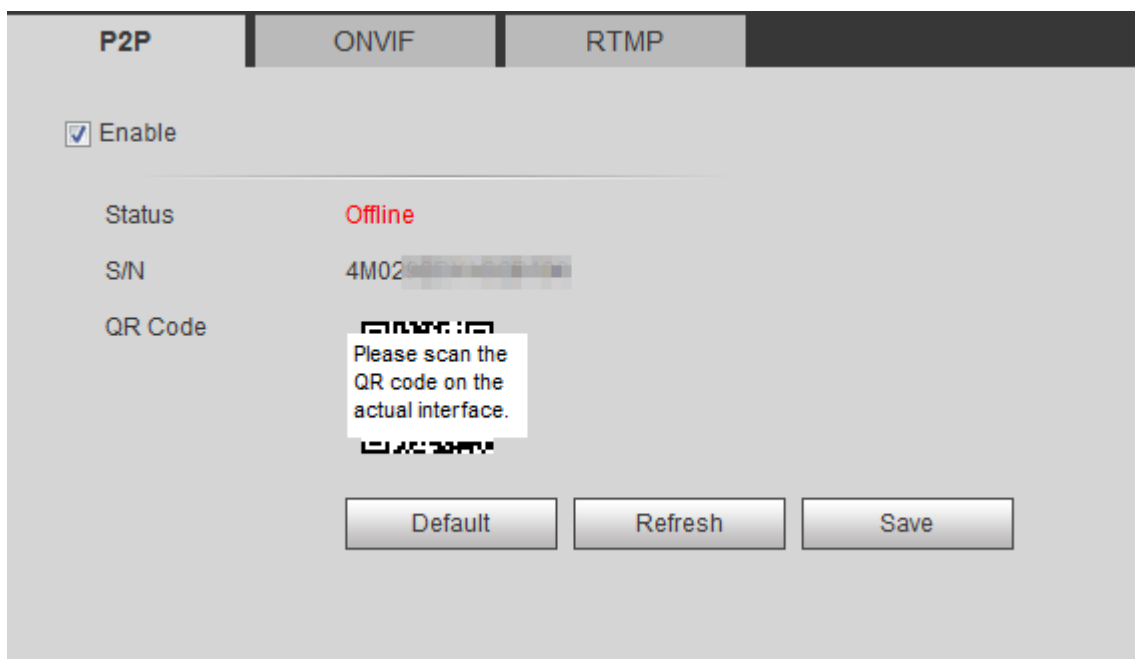 P2P ONVIF RTMP
Enable
Status Offline
S/N 4M02
QR Code
Please scan the
QR code on the
actual interface.
Default Refresh Save